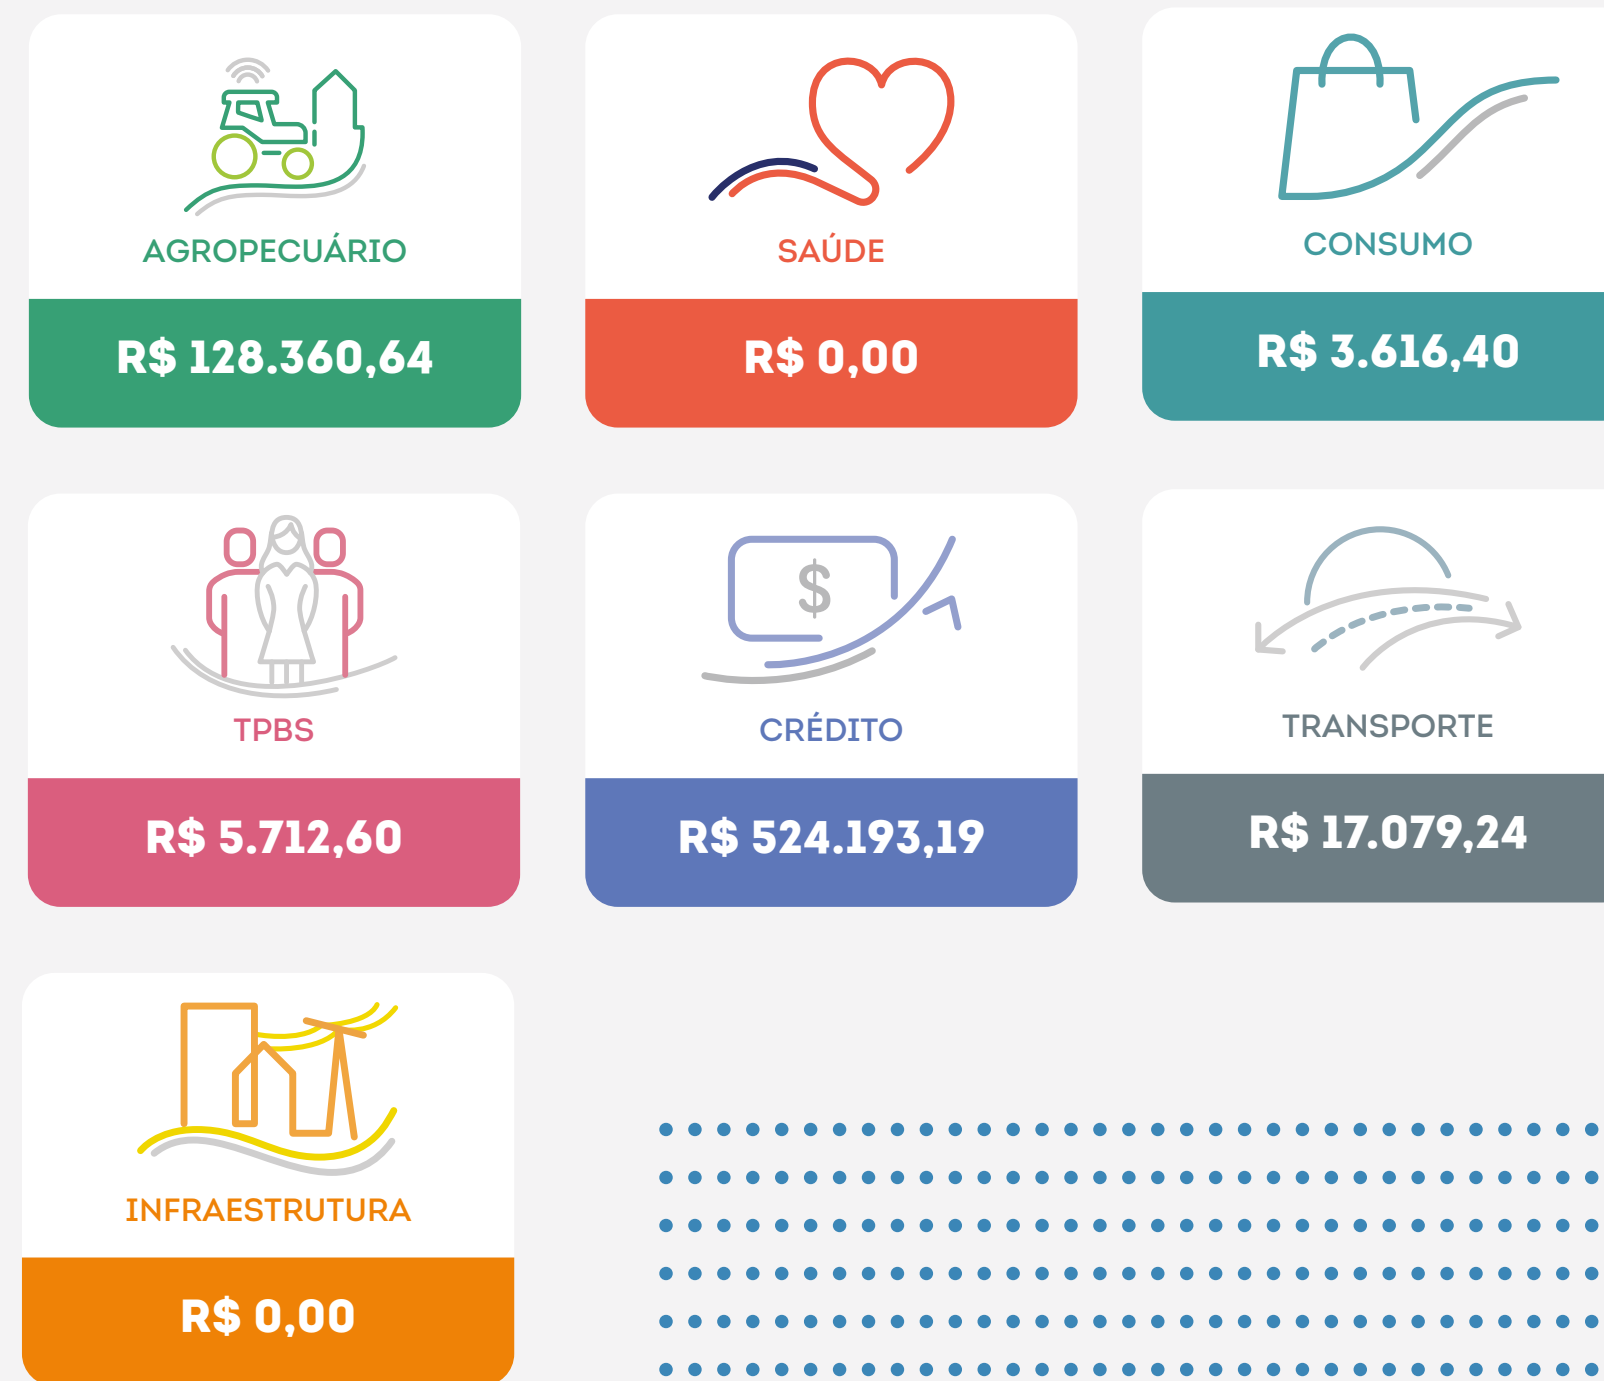 AGROPECUÁRIO
R$ 128.360,64
SAÚDE
R$ 0,00
CONSUMO
R$ 3.616,40
TPBS
R$ 5.712,60
$
CRÉDITO
R$ 524.193,19
TRANSPORTE
R$ 17.079,24
INFRAESTRUTURA
R$ 0,00